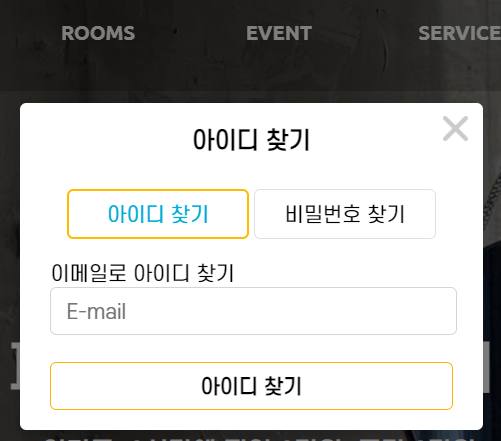 ROOMS EVENT SERVICE
아이디 찾기
아이디 찾기 비밀번호 찾기
이메일로 아이디 찾기
E-mail
아이디 찾기